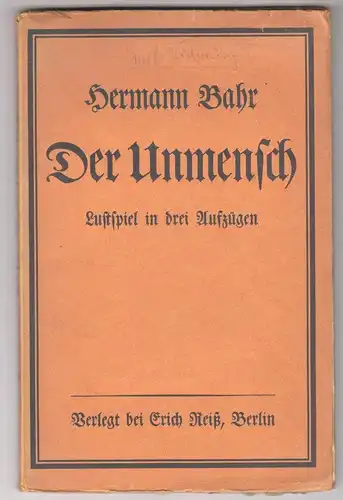 Hermann Bahr
Der Unmensch
Lustspiel in drei Aufzügen
Verlegt bei Erich Reiß, Berlin